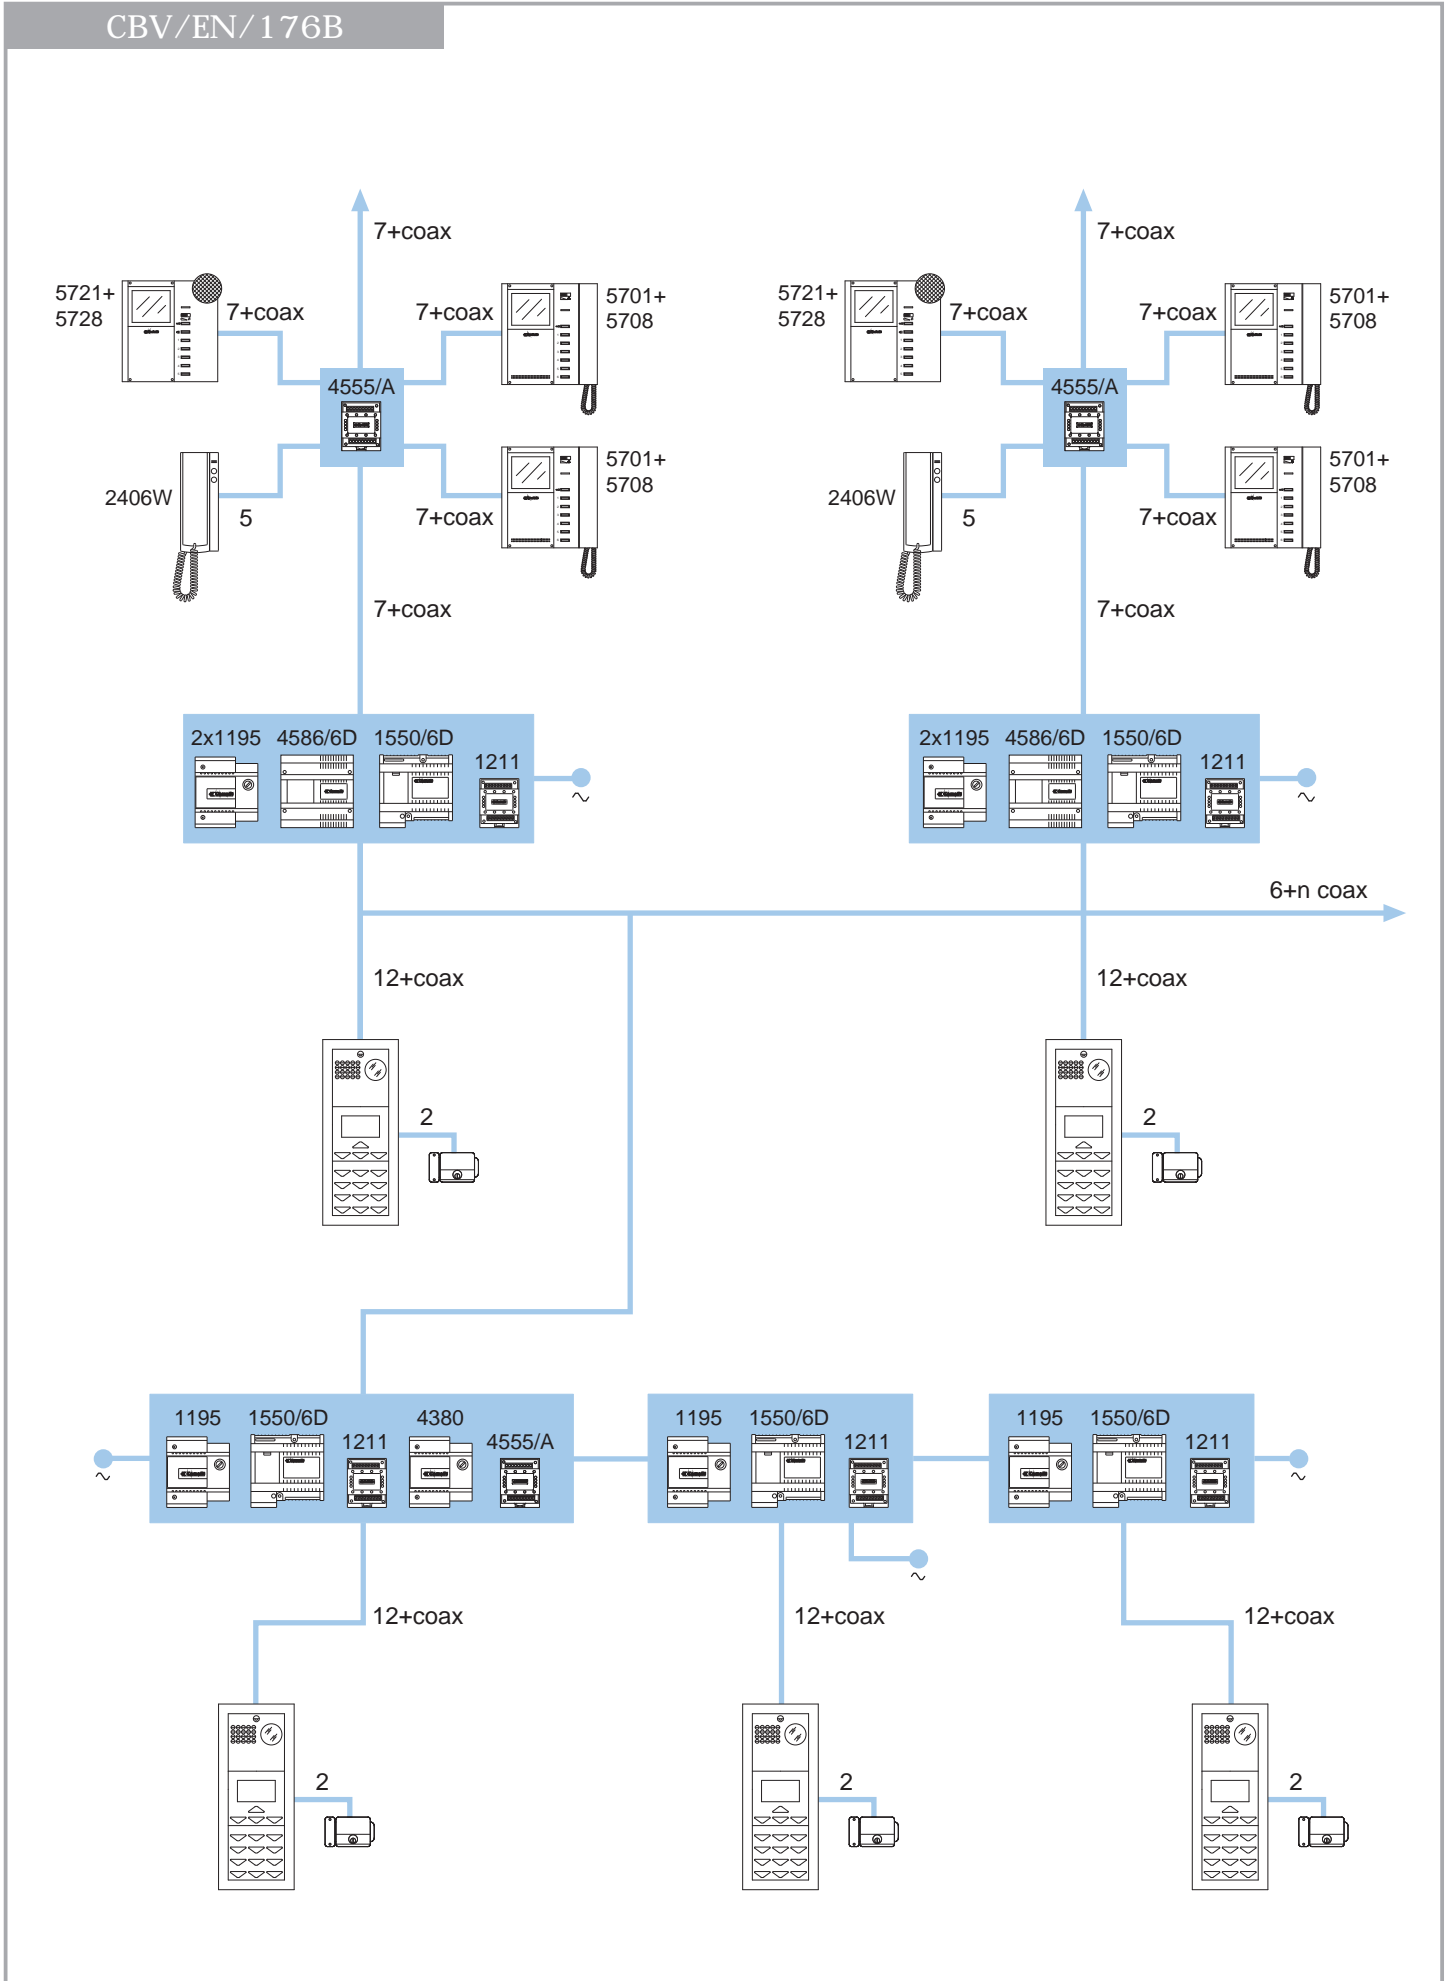 CBV/EN/176B
7+coax
7+coax
5721+
5728
7+coax
7+coax
5701+
5708
5721+
5728
7+coax
7+coax
5701+
5708
4555/A
4555/A
2406W
5
7+coax
5701+
5708
2406W
5
7+coax
5701+
5708
7+coax
7+coax
2x1195 4586/6D 1550/6D
1211
~
2x1195 4586/6D 1550/6D
1211
~
6+n coax
12+coax
12+coax
2
2
~
1195 1550/6D
1211
4380
4555/A
1195 1550/6D
1211
~
1195 1550/6D
1211
~
12+coax
12+coax
12+coax
2
2
2